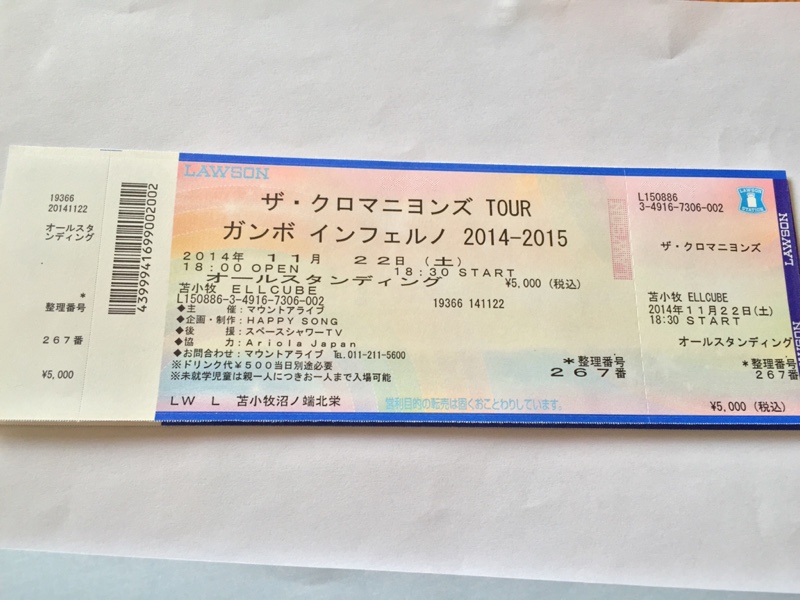 19366
20141122
オールスタ
ンディング
*
整理番号
267番
¥5,000
4399941699002002
LAWSON
ザ・クロマニヨンズ TOUR
ガンボ インフェルノ 2014-2015
2014年 11月 22日 (土)
18:00 OPEN 18:30 START
オールスタンディング ¥5,000 (税込)
苫小牧 ELLCUBE
L150886-3-4916-7306-002 19366 141122
◆主 催:マウントアライブ
◆企画・制作:HAPPY SONG
◆後 援:スペースシャワーTV
◆協 力:Ariola Japan
◆お問合わせ:マウントアライブ ℡011-211-5600
※ドリンク代¥500当日別途必要
※未就学児童は親一人につきお一人まで入場可能
*整理番号
267番
LW L 苫小牧沼ノ端北栄
営利目的の転売は固くおことわりしています。
L150886
3-4916-7306-002
LAWSON STATION
ザ・クロマニヨンズ
苫小牧 ELLCUBE
2014年11月22日(土)
18:30 START
オールスタンディング
*整理番号
267番
¥5,000 (税込)
LAWSON